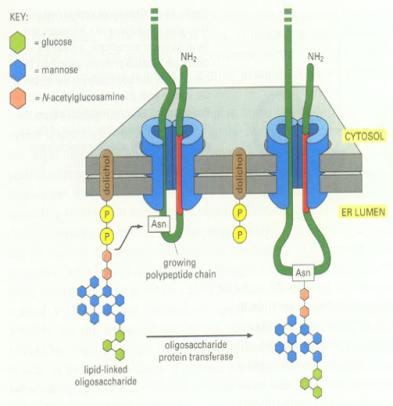 KEY:
= glucose
= mannose
= N-acetylglucosamine
NH2
NH2
CYTOSOL
dolichol
dolichol
ER LUMEN
P
P
P
P
Asn
growing
polypeptide chain
Asn
lipid-linked
oligosaccharide
oligosaccharide
protein transferase